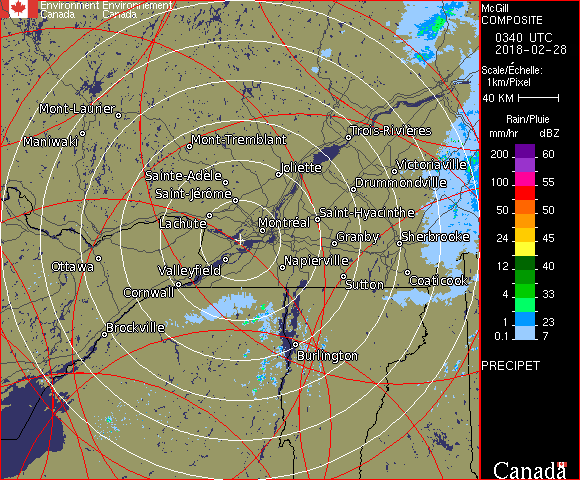 Environment Environnement
Canada Canada
McGill
COMPOSITE
0340 UTC
2018-02-28
Scale/Échelle:
1km/Pixel
40 KM
Rain/Pluie
mm/hr dBZ
200 60
150 57
100 55
50 50
24 45
12 40
4 33
1 23
0.1 7
PRECIPET
Canada
Mont-Laurier
Maniwaki
Mont-Tremblant
Trois-Rivières
Sainte-Adèle
Joliette
Victoriaville
Saint-Jérôme
Drummondville
Lachute
Montréal
Saint-Hyacinthe
Granby
Sherbrooke
Ottawa
Valleyfield
Napierville
Cornwall
Sutton
Coaticook
Brockville
Burlington